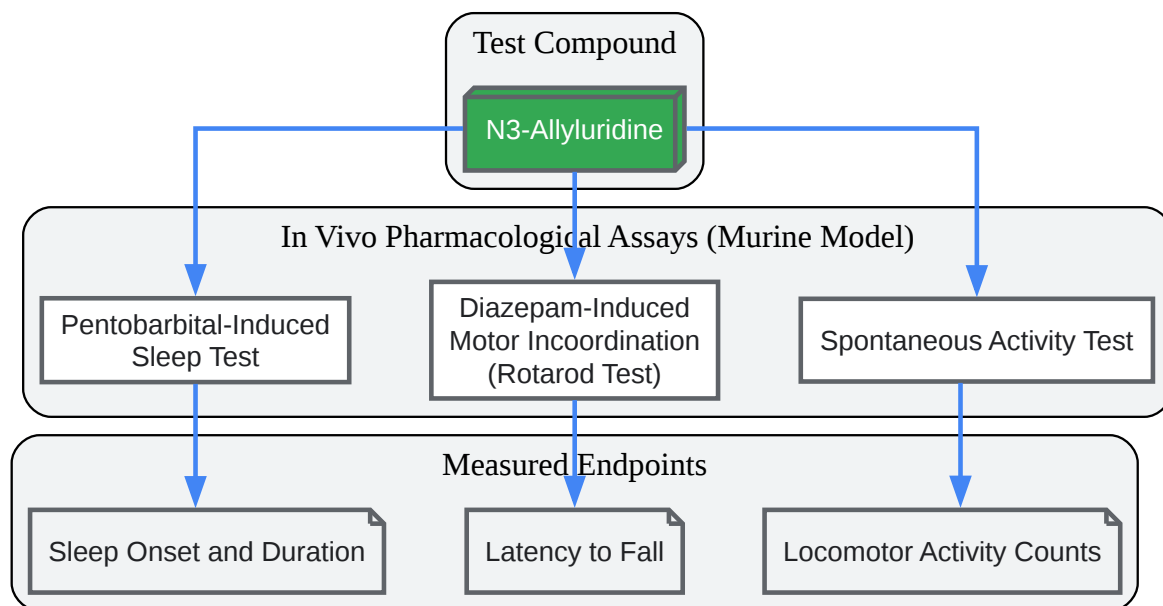 Test Compound
N3-Allyluridine
In Vivo Pharmacological Assays (Murine Model)
Pentobarbital-Induced
Sleep Test
Diazepam-Induced
Motor Incoordination
(Rotarod Test)
Spontaneous Activity Test
Measured Endpoints
Sleep Onset and Duration
Latency to Fall
Locomotor Activity Counts